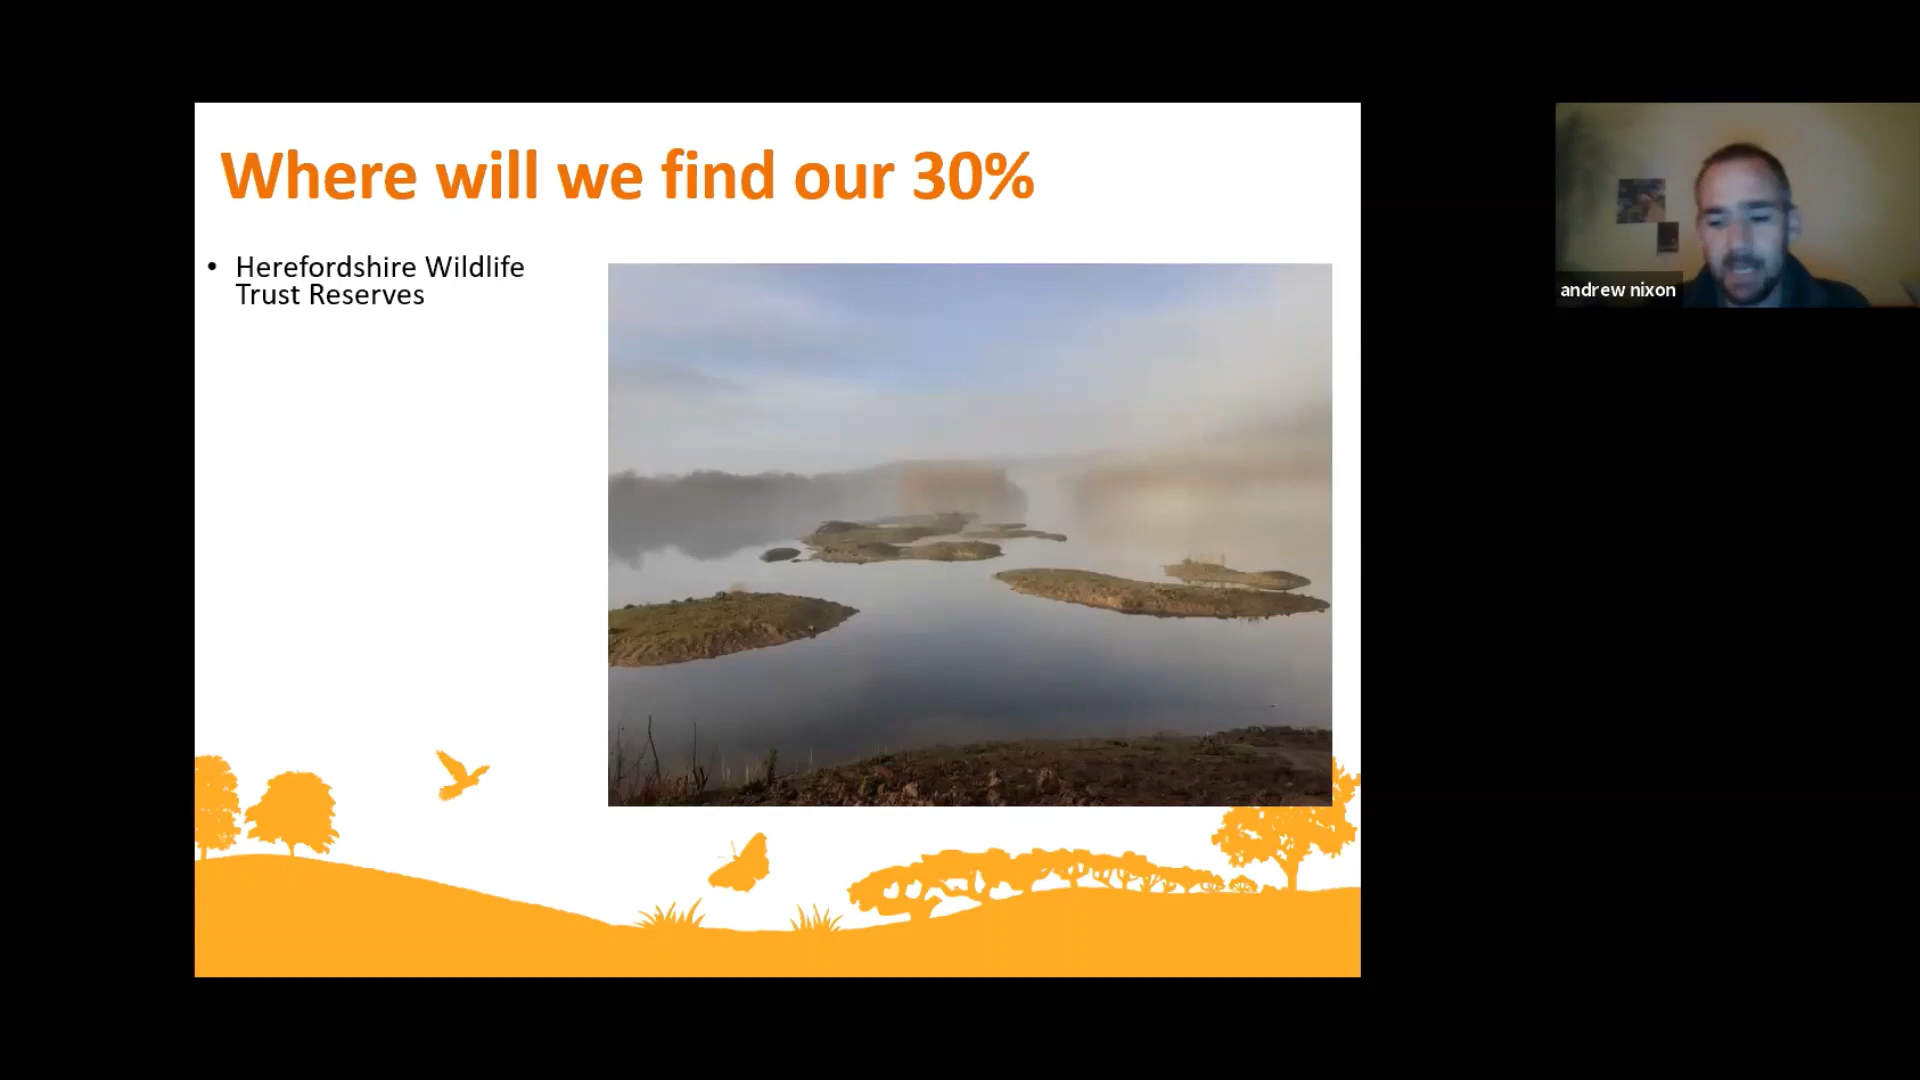 Where will we find our 30%
• Herefordshire Wildlife
Trust Reserves
andrew nixon